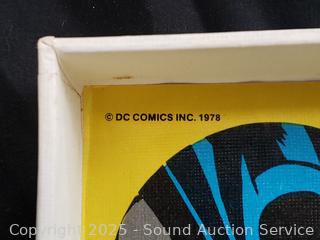 © DC COMICS INC. 1978
Copyright 2025 - Sound Auction Service